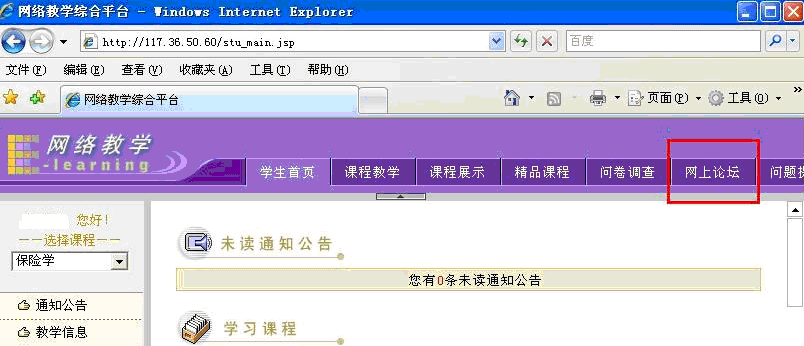 网络教学综合平台 - Windows Internet Explorer
http://117.36.50.60/stu_main.jsp 百度
文件(F) 编辑(E) 查看(V) 收藏夹(A) 工具(T) 帮助(H)
网络教学综合平台 页面(P) 工具(O) »
网络教学
-learning
学生首页 课程教学 课程展示 精品课程 问卷调查 网上论坛 问题
您好!
——选择课程——
保险学
通知公告
教学信息
未读通知公告
您有0条未读通知公告
学习课程